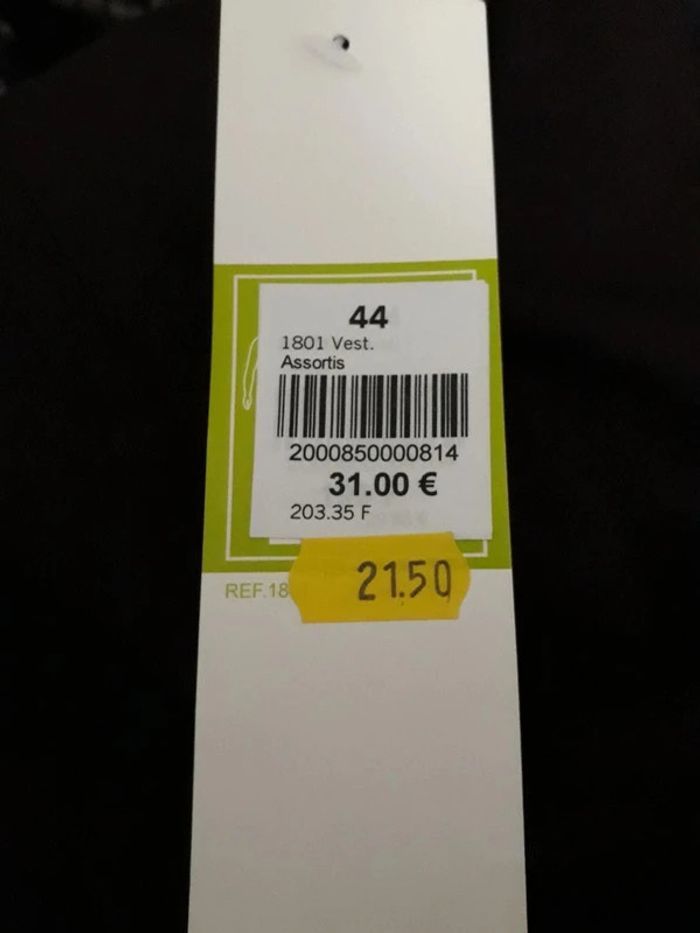 44
1801 Vest.
Assortis
2000850000814
31.00 €
203.35 F
21.50
REF.18